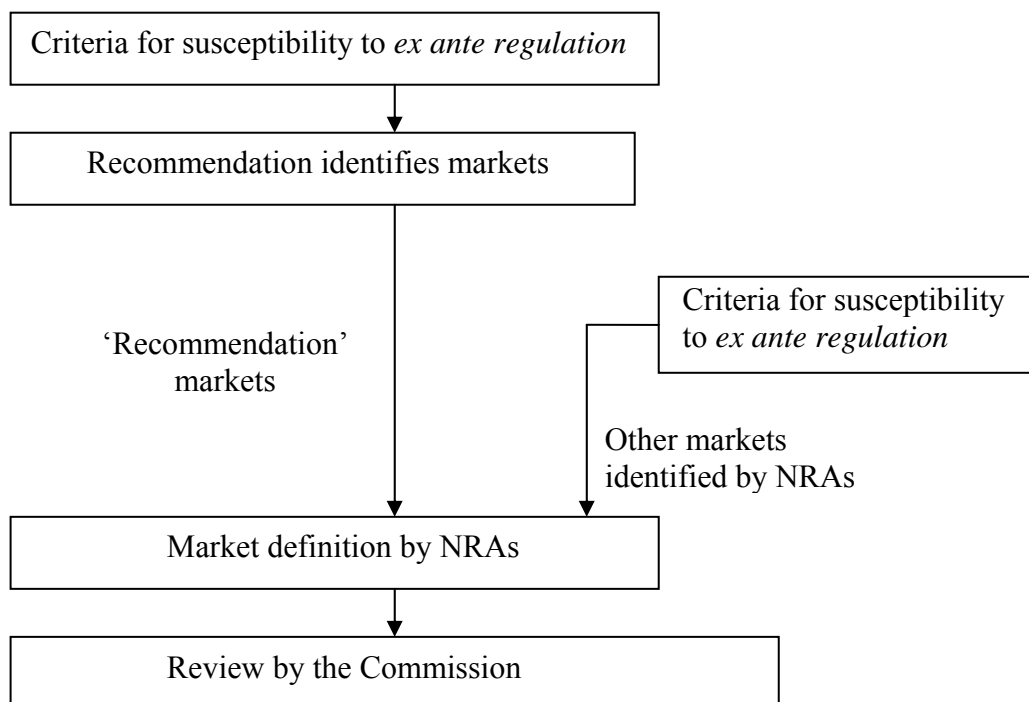 Criteria for susceptibility to ex ante regulation
Recommendation identifies markets
Criteria for susceptibility
to ex ante regulation
‘Recommendation’
markets
Other markets
identified by NRAs
Market definition by NRAs
Review by the Commission